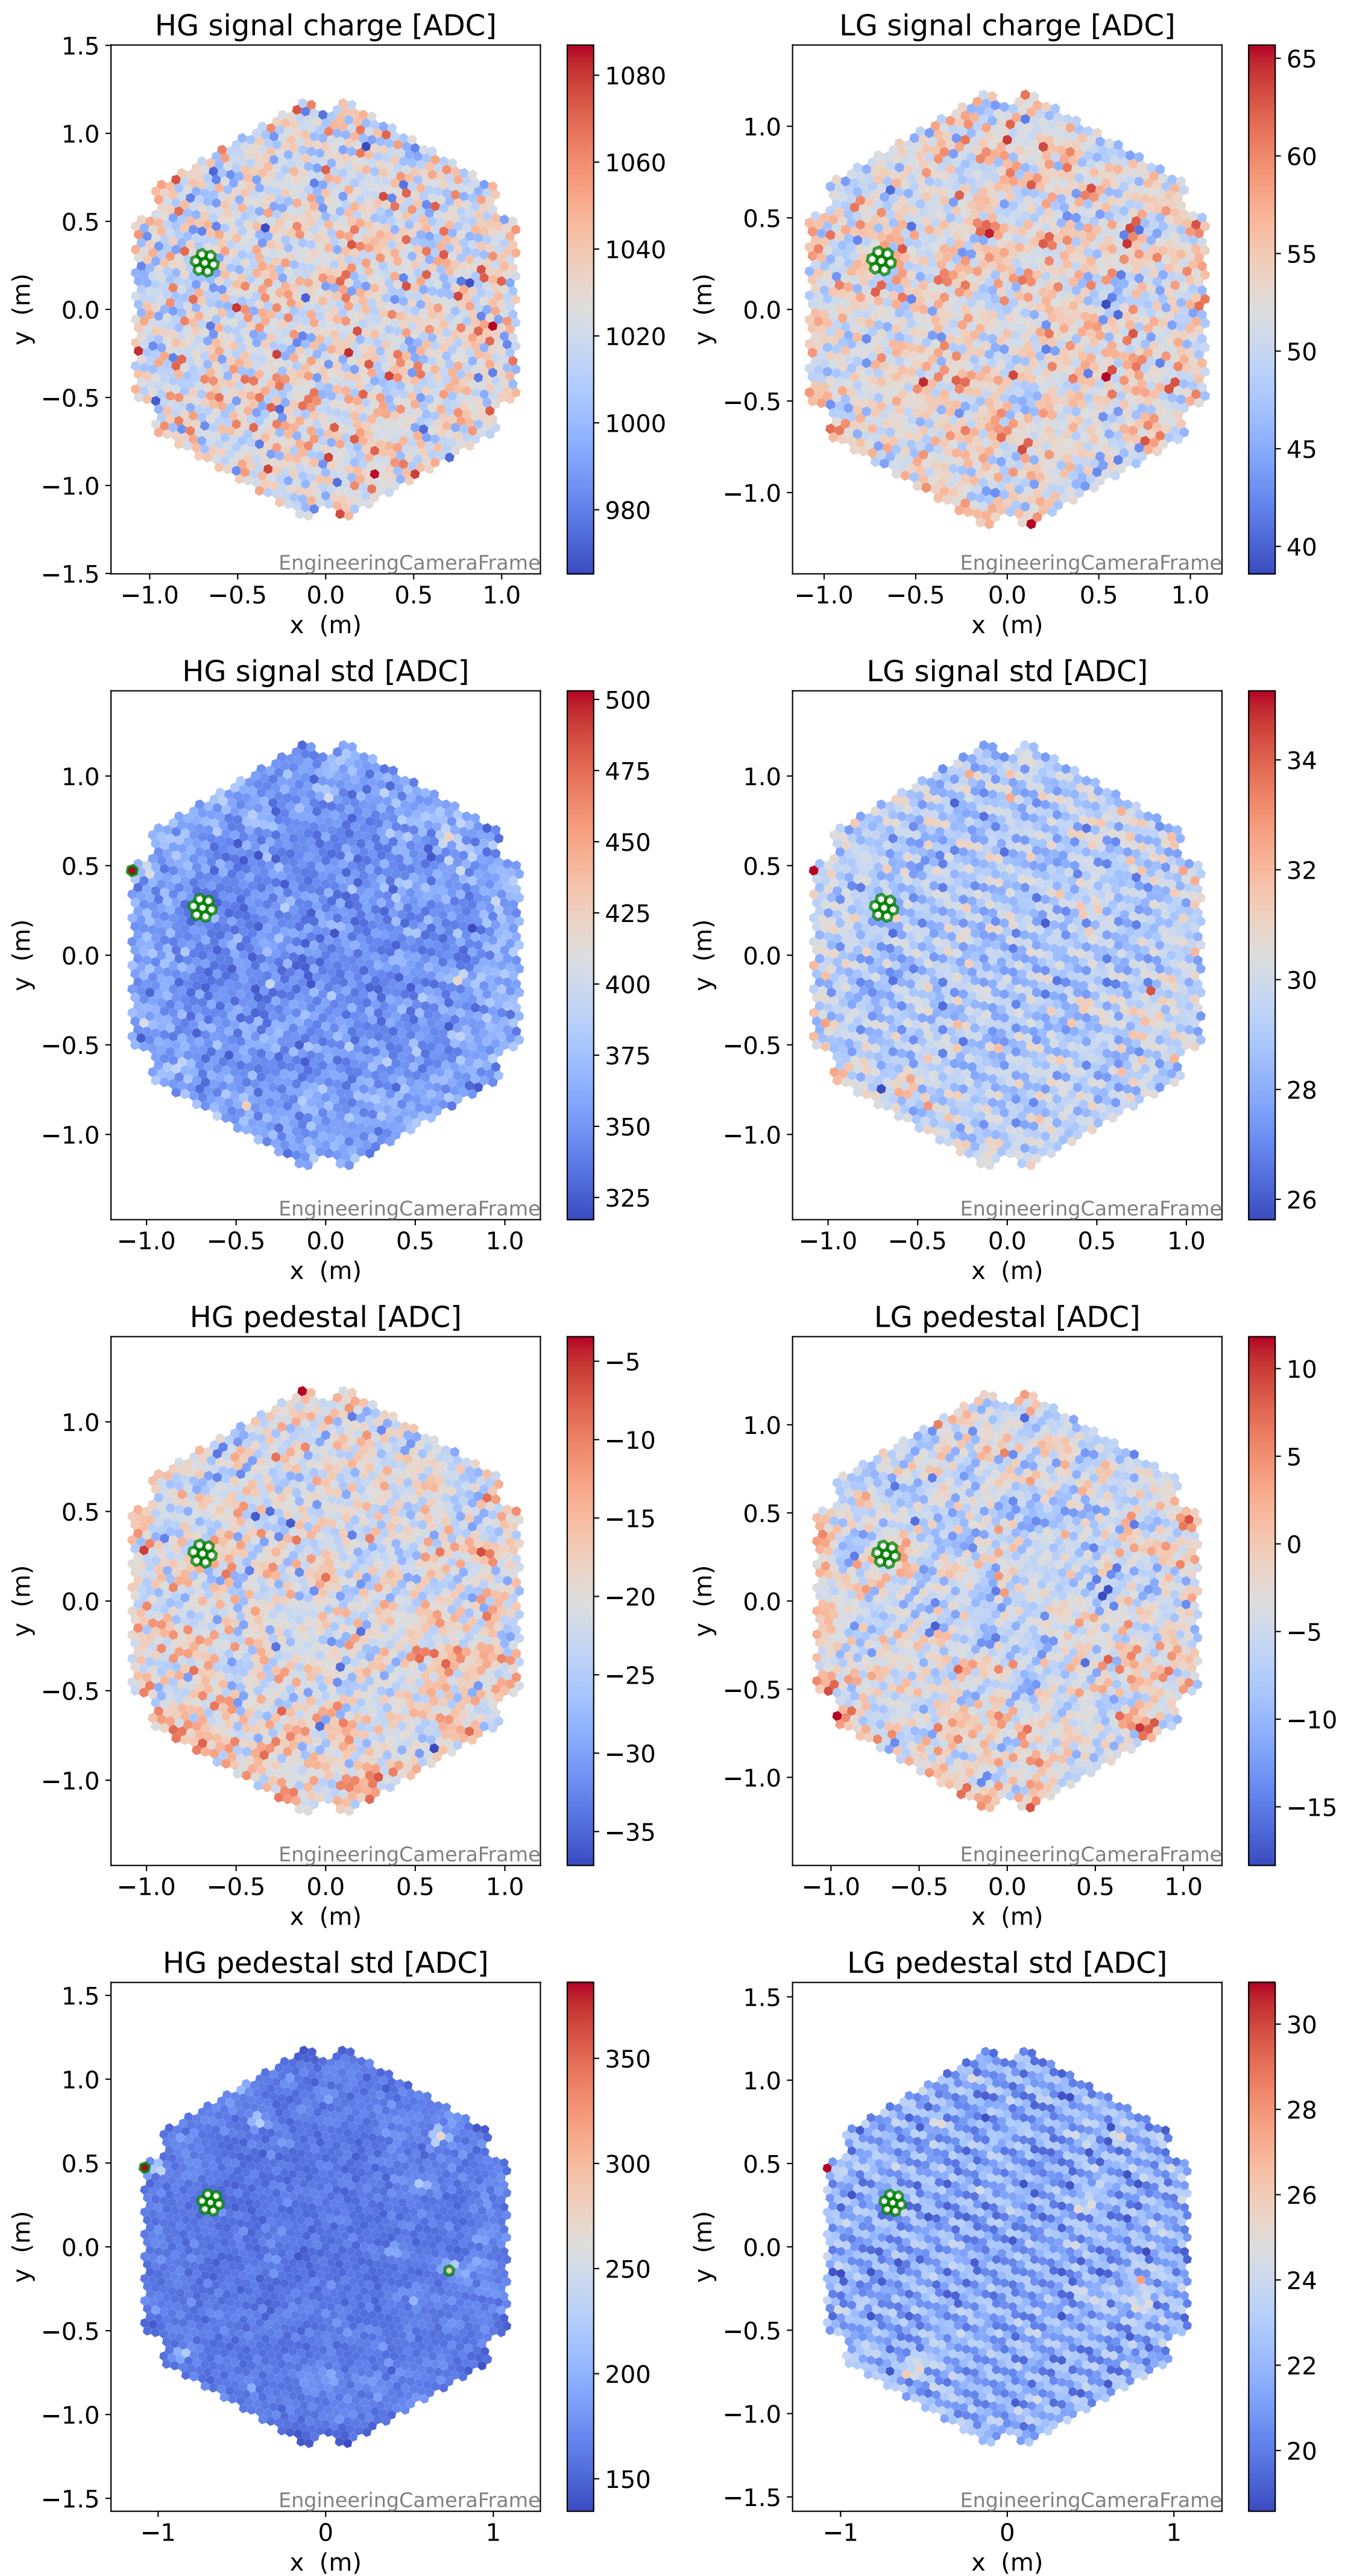 HG signal charge [ADC]
1.5
1.0
0.5
0.0
−0.5
−1.0
−1.5
y (m)
−1.0 −0.5 0.0 0.5 1.0
x (m)
EngineeringCameraFrame
1080
1060
1040
1020
1000
980
LG signal charge [ADC]
1.0
0.5
0.0
−0.5
−1.0
y (m)
−1.0 −0.5 0.0 0.5 1.0
x (m)
EngineeringCameraFrame
65
60
55
50
45
40
HG signal std [ADC]
1.0
0.5
0.0
−0.5
−1.0
y (m)
−1.0 −0.5 0.0 0.5 1.0
x (m)
EngineeringCameraFrame
500
475
450
425
400
375
350
325
LG signal std [ADC]
1.0
0.5
0.0
−0.5
−1.0
y (m)
−1.0 −0.5 0.0 0.5 1.0
x (m)
EngineeringCameraFrame
34
32
30
28
26
HG pedestal [ADC]
1.0
0.5
0.0
−0.5
−1.0
y (m)
−1.0 −0.5 0.0 0.5 1.0
x (m)
EngineeringCameraFrame
−5
−10
−15
−20
−25
−30
−35
LG pedestal [ADC]
1.0
0.5
0.0
−0.5
−1.0
y (m)
−1.0 −0.5 0.0 0.5 1.0
x (m)
EngineeringCameraFrame
10
5
0
−5
−10
−15
HG pedestal std [ADC]
1.5
1.0
0.5
0.0
−0.5
−1.0
−1.5
y (m)
−1 0 1
x (m)
EngineeringCameraFrame
350
300
250
200
150
LG pedestal std [ADC]
1.5
1.0
0.5
0.0
−0.5
−1.0
−1.5
y (m)
−1 0 1
x (m)
EngineeringCameraFrame
30
28
26
24
22
20